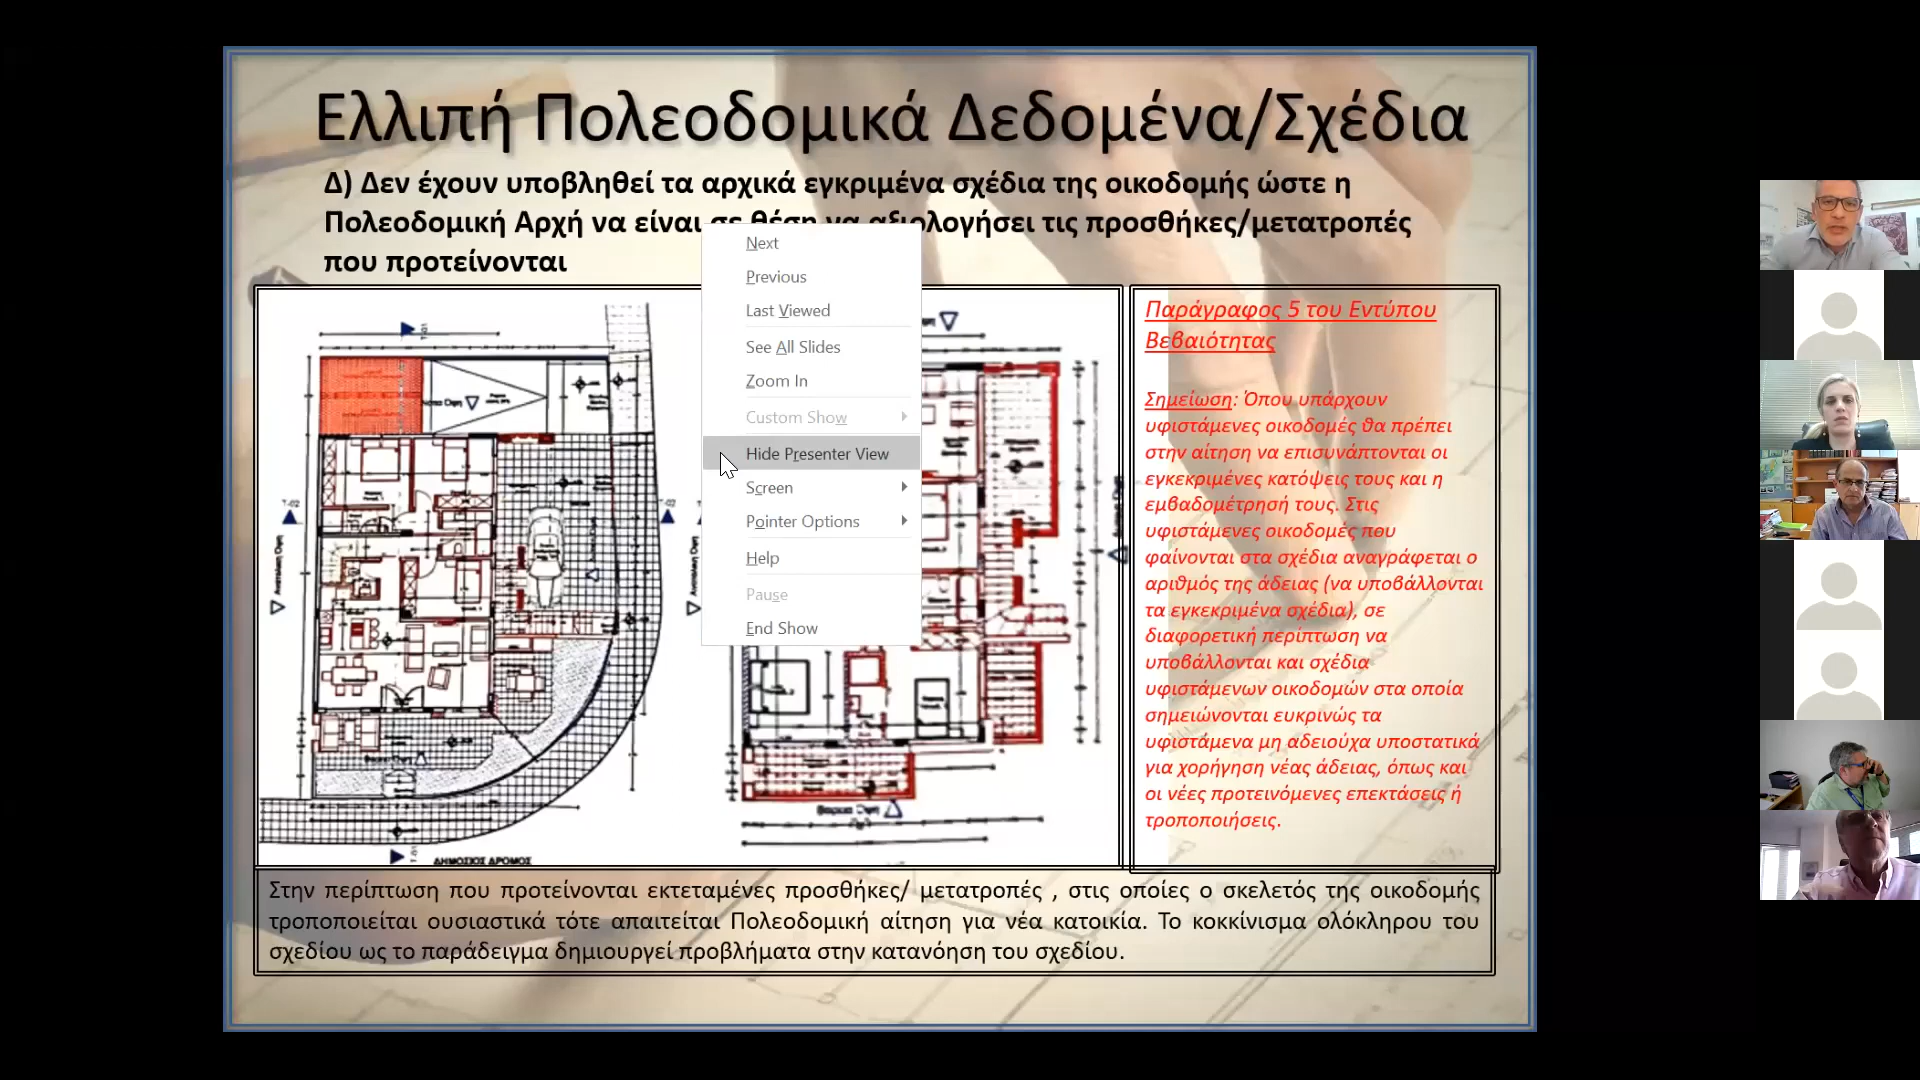 Ελλιπή Πολεοδομικά Δεδομένα/Σχέδια
Δ) Δεν έχουν υποβληθεί τα αρχικά εγκριμένα σχέδια της οικοδομής ώστε η
Πολεοδομική Αρχή να είναι σε θέση να αξιολογήσει τις προσθήκες/μετατροπές
που προτείνονται
Next
Previous
Last Viewed
See All Slides
Zoom In
Custom Show
Hide Presenter View
Screen
Pointer Options
Help
Pause
End Show
ΔΗΜΟΣΙΟΣ ΔΡΟΜΟΣ
Παράγραφος 5 του Εντύπου
Βεβαιότητας
Σημείωση: Όπου υπάρχουν
υφιστάμενες οικοδομές θα πρέπει
στην αίτηση να επισυνάπτονται οι
εγκεκριμένες κατόψεις τους και η
εμβαδομέτρησή τους. Στις
υφιστάμενες οικοδομές που
φαίνονται στα σχέδια αναγράφεται ο
αριθμός της άδειας (να υποβάλλονται
τα εγκεκριμένα σχέδια), σε
διαφορετική περίπτωση να
υποβάλλονται και σχέδια
υφιστάμενων οικοδομών στα οποία
σημειώνονται ευκρινώς τα
υφιστάμενα μη αδειούχα υποστατικά
για χορήγηση νέας άδειας, όπως και
οι νέες προτεινόμενες επεκτάσεις ή
τροποποιήσεις.
Στην περίπτωση που προτείνονται εκτεταμένες προσθήκες/ μετατροπές , στις οποίες ο σκελετός της οικοδομής
τροποποιείται ουσιαστικά τότε απαιτείται Πολεοδομική αίτηση για νέα κατοικία. Το κοκκίνισμα ολόκληρου του
σχεδίου ως το παράδειγμα δημιουργεί προβλήματα στην κατανόηση του σχεδίου.